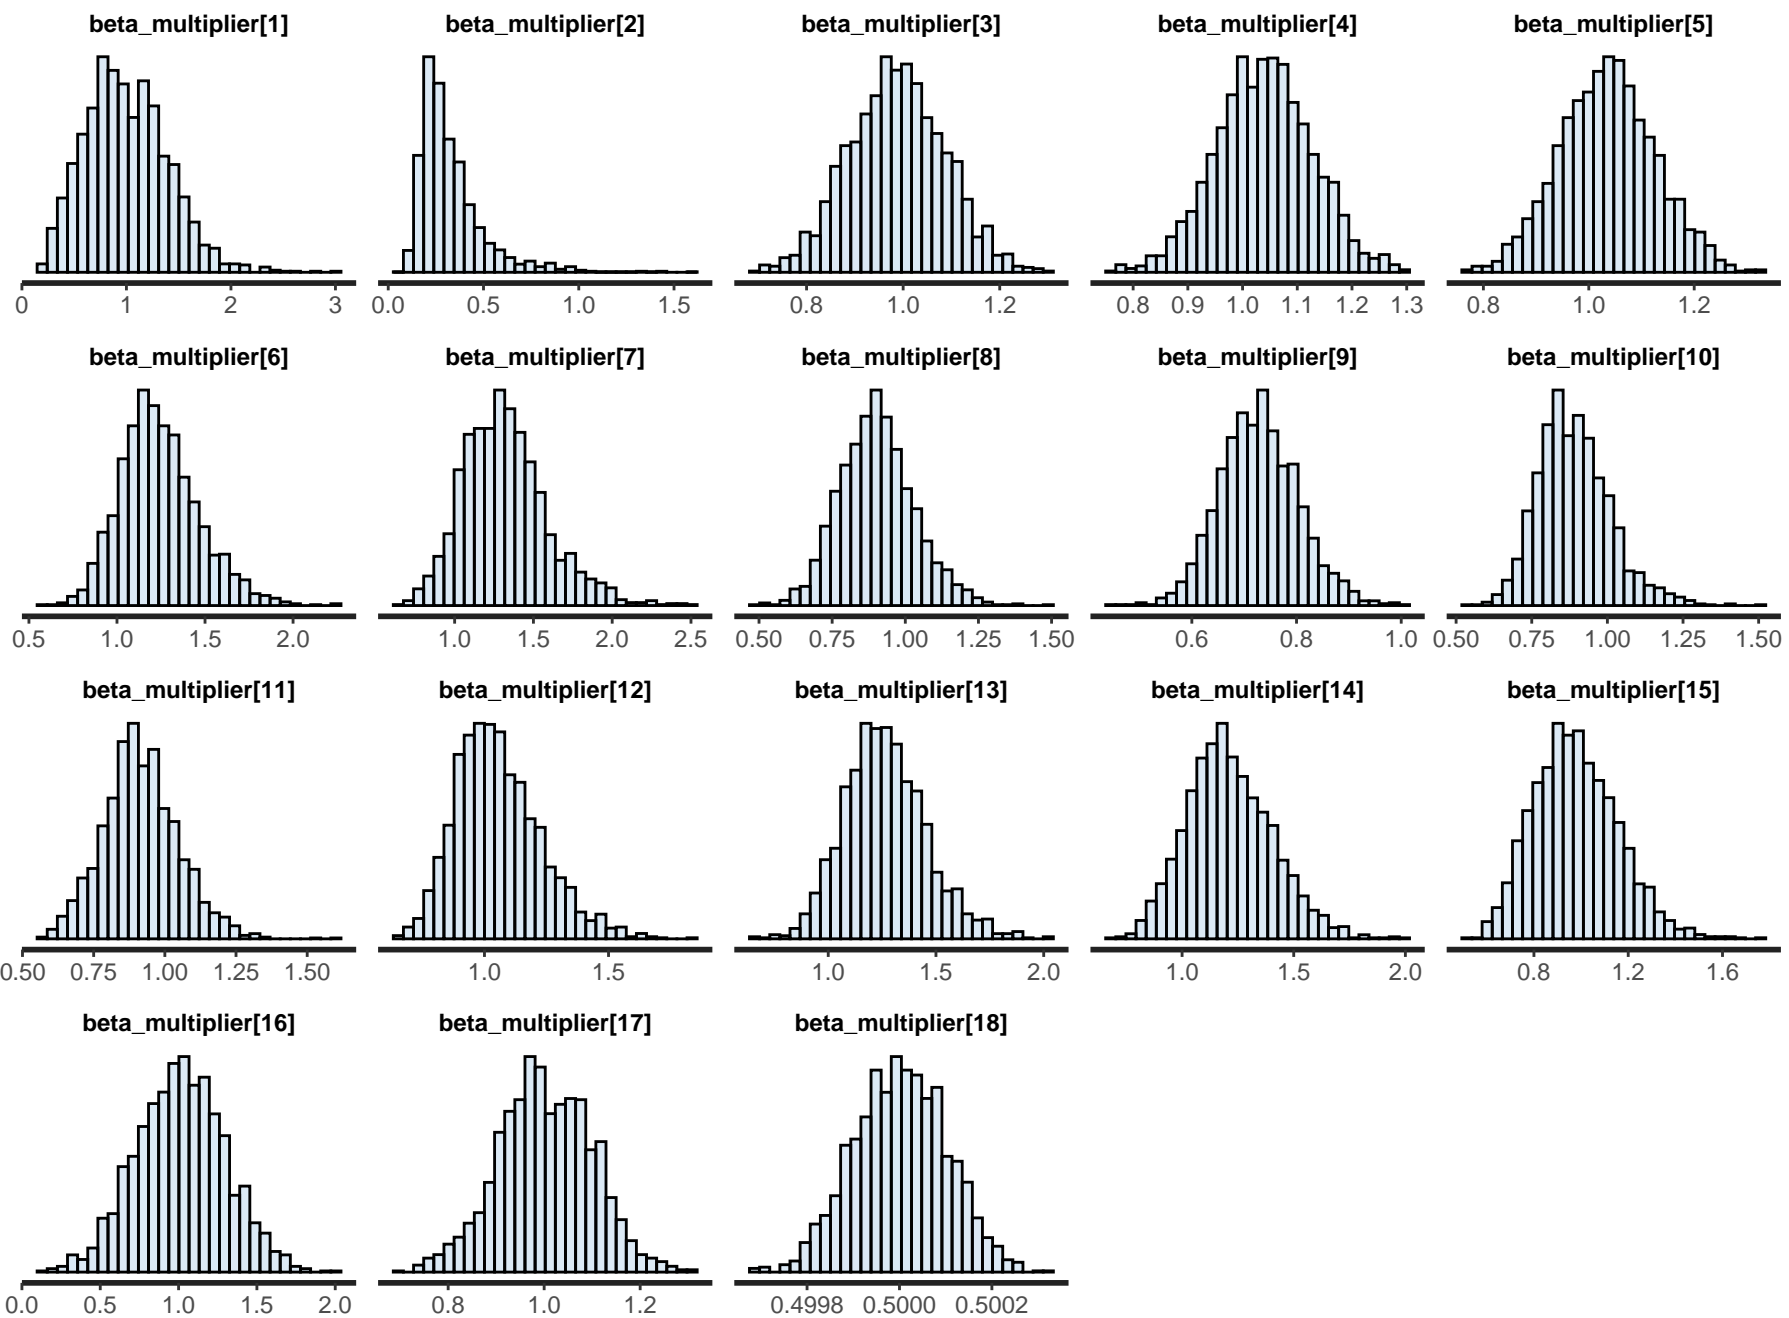 beta_multiplier[1] beta_multiplier[2] beta_multiplier[3] beta_multiplier[4] beta_multiplier[5]
0 1 2 3 0.0 0.5 1.0 1.5 0.8 1.0 1.2 0.8 0.9 1.0 1.1 1.2 1.3 0.8 1.0 1.2
beta_multiplier[6] beta_multiplier[7] beta_multiplier[8] beta_multiplier[9] beta_multiplier[10]
0.5 1.0 1.5 2.0 1.0 1.5 2.0 2.5 0.50 0.75 1.00 1.25 1.50 0.6 0.8 1.0 0.50 0.75 1.00 1.25 1.50
beta_multiplier[11] beta_multiplier[12] beta_multiplier[13] beta_multiplier[14] beta_multiplier[15]
0.50 0.75 1.00 1.25 1.50 1.0 1.5 1.0 1.5 2.0 1.0 1.5 2.0 0.8 1.2 1.6
beta_multiplier[16] beta_multiplier[17] beta_multiplier[18]
0.0 0.5 1.0 1.5 2.0 0.8 1.0 1.2 0.4998 0.5000 0.5002